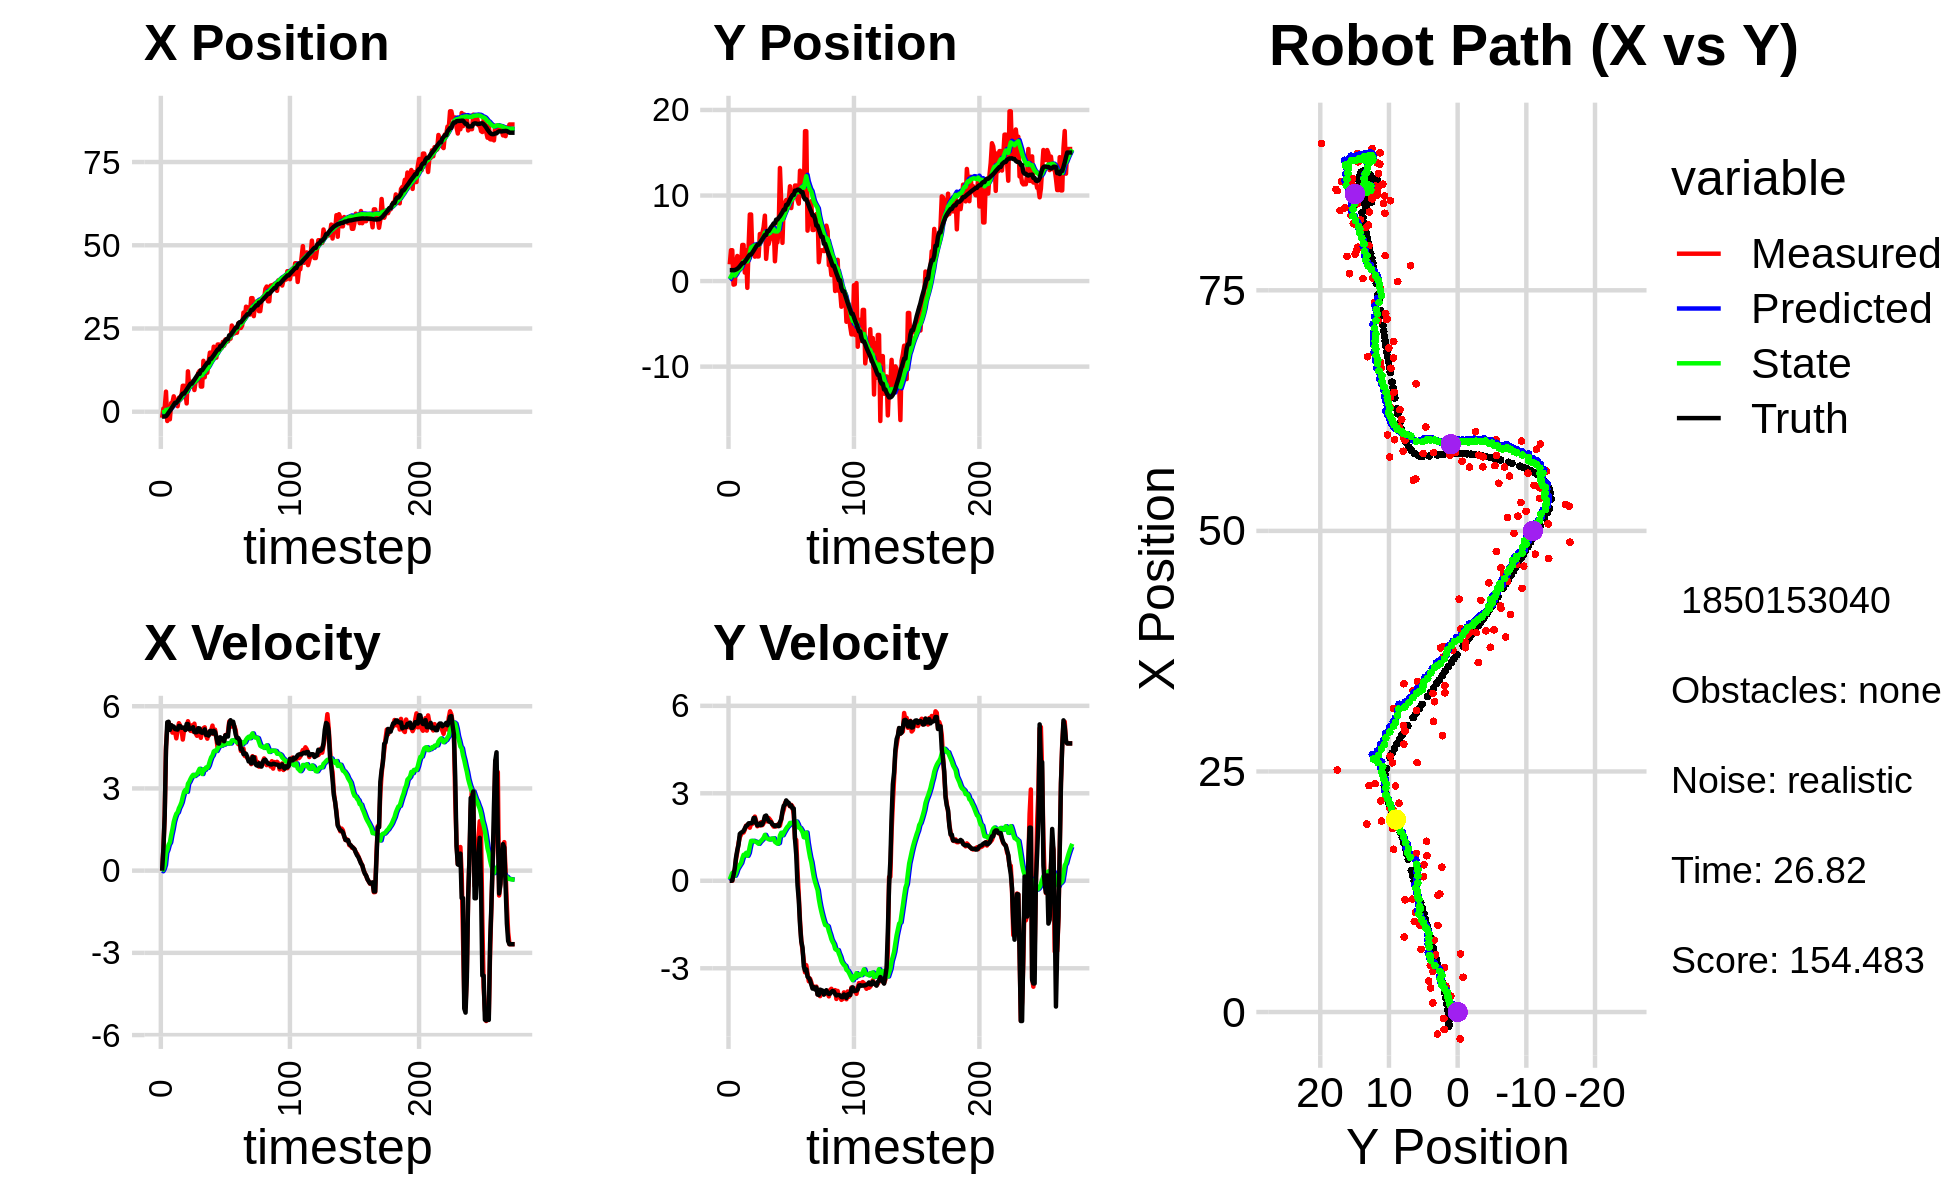 X Position
75
50
25
0
0
100
200
timestep
Y Position
20
10
0
-10
0
100
200
timestep
X Velocity
6
3
0
-3
-6
0
100
200
timestep
Y Velocity
6
3
0
-3
0
100
200
timestep
Robot Path (X vs Y)
X Position
75
50
25
0
20 10 0 -10 -20
Y Position
variable
Measured
Predicted
State
Truth
1850153040
Obstacles: none
Noise: realistic
Time: 26.82
Score: 154.483